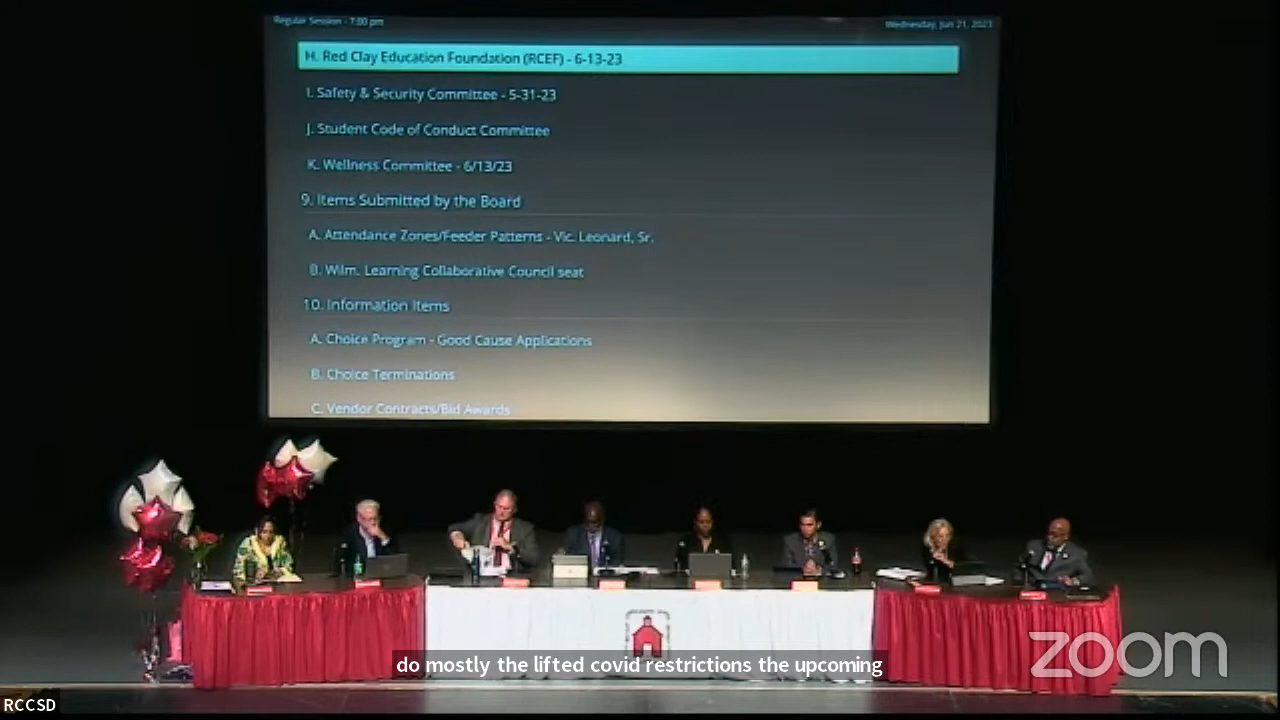 Regular Session - 7:00 pm
Wednesday, Jun 21, 2023
H. Red Clay Education Foundation (RCEF) - 6-13-23
I. Safety & Security Committee - 5-31-23
J. Student Code of Conduct Committee
K. Wellness Committee - 6/13/23
9. Items Submitted by the Board
A. Attendance Zones/Feeder Patterns - Vic. Leonard, Sr.
B. Wilm. Learning Collaborative Council seat
10. Information Items
A. Choice Program - Good Cause Applications
B. Choice Terminations
C. Vendor Contracts/Bid Awards
do mostly the lifted covid restrictions the upcoming
zoom
RCCSD